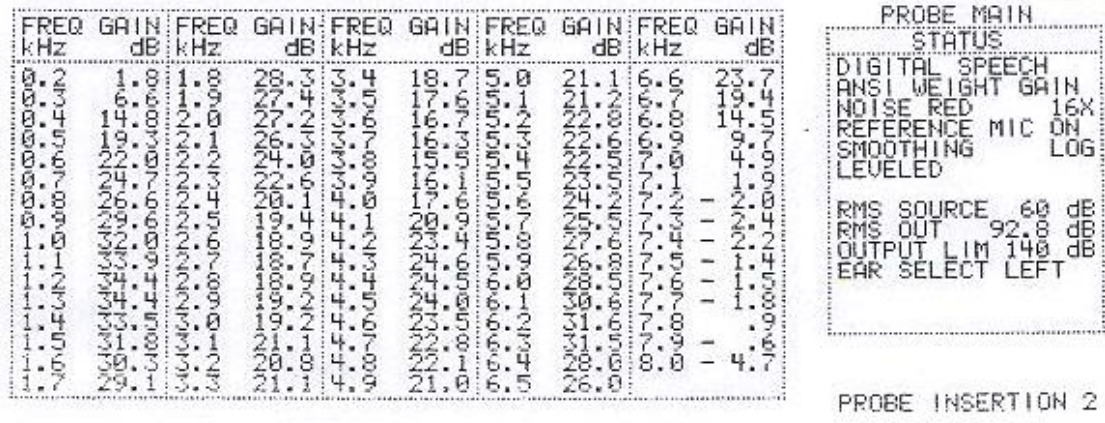 FREQ GAIN FREQ GAIN FREQ GAIN FREQ GAIN FREQ GAIN
kHz dB kHz dB kHz dB kHz dB kHz dB
0.2 1.8 1.8 28.3 3.4 18.7 5.0 21.1 6.6 23.7
0.3 6.6 1.9 27.4 3.5 17.6 5.1 21.2 6.7 19.4
0.4 14.8 2.0 27.2 3.6 16.7 5.2 22.8 6.8 14.5
0.5 19.3 2.1 26.3 3.7 16.3 5.3 22.6 6.9 9.7
0.6 22.0 2.2 24.0 3.8 15.5 5.4 22.5 7.0 4.9
0.7 24.7 2.3 22.6 3.9 16.1 5.5 23.5 7.1 1.9
0.8 26.6 2.4 20.1 4.0 17.6 5.6 24.2 7.2 - 2.0
0.9 29.6 2.5 19.4 4.1 20.9 5.7 25.5 7.3 - 2.4
1.0 32.0 2.6 18.9 4.2 23.4 5.8 27.6 7.4 - 2.2
1.1 33.9 2.7 18.7 4.3 24.6 5.9 26.8 7.5 - 1.4
1.2 34.4 2.8 18.9 4.4 24.5 6.0 28.5 7.6 - 1.5
1.3 34.4 2.9 19.2 4.5 24.0 6.1 30.6 7.7 - 1.8
1.4 33.5 3.0 19.2 4.6 23.5 6.2 31.6 7.8 .9
1.5 31.8 3.1 21.1 4.7 22.8 6.3 31.5 7.9 - .6
1.6 30.3 3.2 20.8 4.8 22.1 6.4 28.6 8.0 - 4.7
1.7 29.1 3.3 21.1 4.9 21.0 6.5 26.0
PROBE MAIN
STATUS
DIGITAL SPEECH
ANSI WEIGHT GAIN
NOISE RED 16X
REFERENCE MIC ON
SMOOTHING LOG
LEVELED
RMS SOURCE 60 dB
RMS OUT 92.8 dB
OUTPUT LIM 140 dB
EAR SELECT LEFT
PROBE INSERTION 2